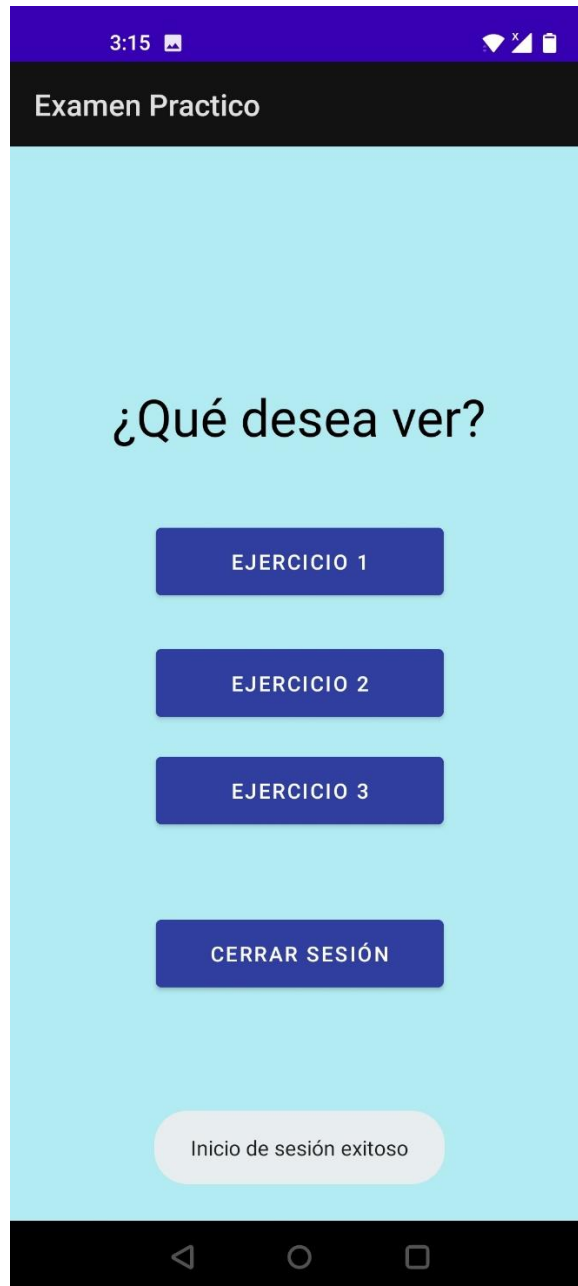 3:15
Examen Practico
¿Qué desea ver?
EJERCICIO 1
EJERCICIO 2
EJERCICIO 3
CERRAR SESIÓN
Inicio de sesión exitoso